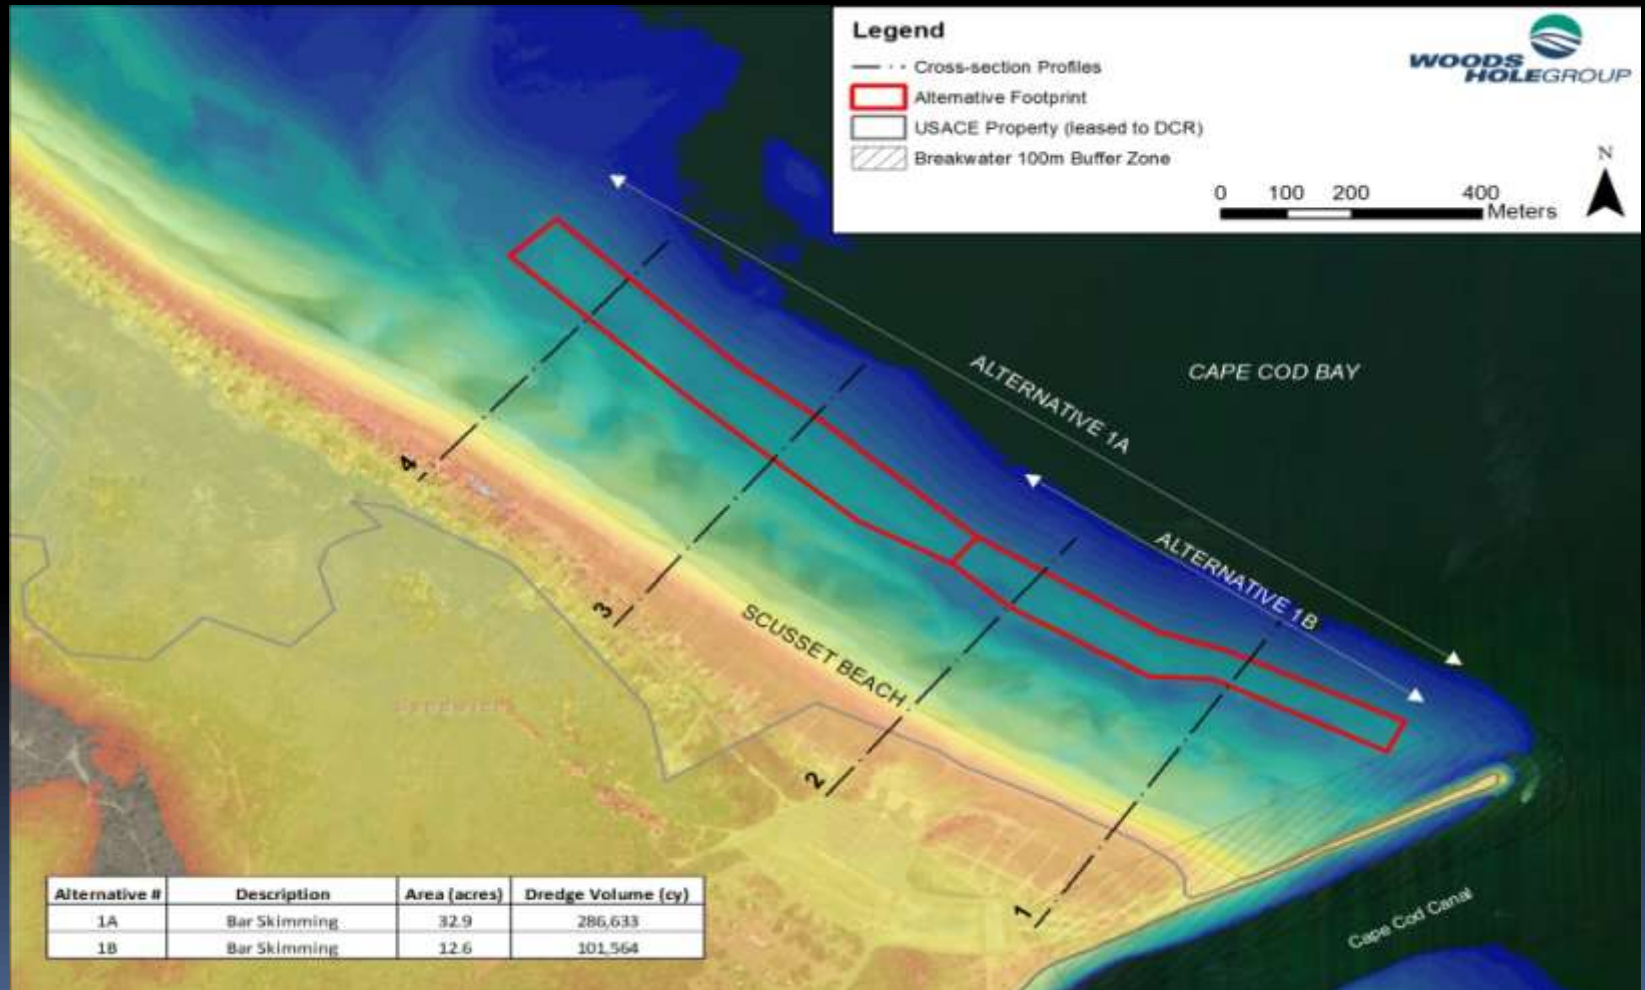 Legend
Cross-section Profiles
Alternative Footprint
USACE Property (leased to DCR)
Breakwater 100m Buffer Zone
WOODS
HOLEGROUP
N
0 100 200 400
Meters
CAPE COD BAY
ALTERNATIVE 1A
ALTERNATIVE 1B
SCUSSET BEACH
4
3
2
1
Cape Cod Canal
Alternative # Description Area (acres) Dredge Volume (cy)
1A Bar Skimming 32.9 286,633
1B Bar Skimming 12.6 101,564